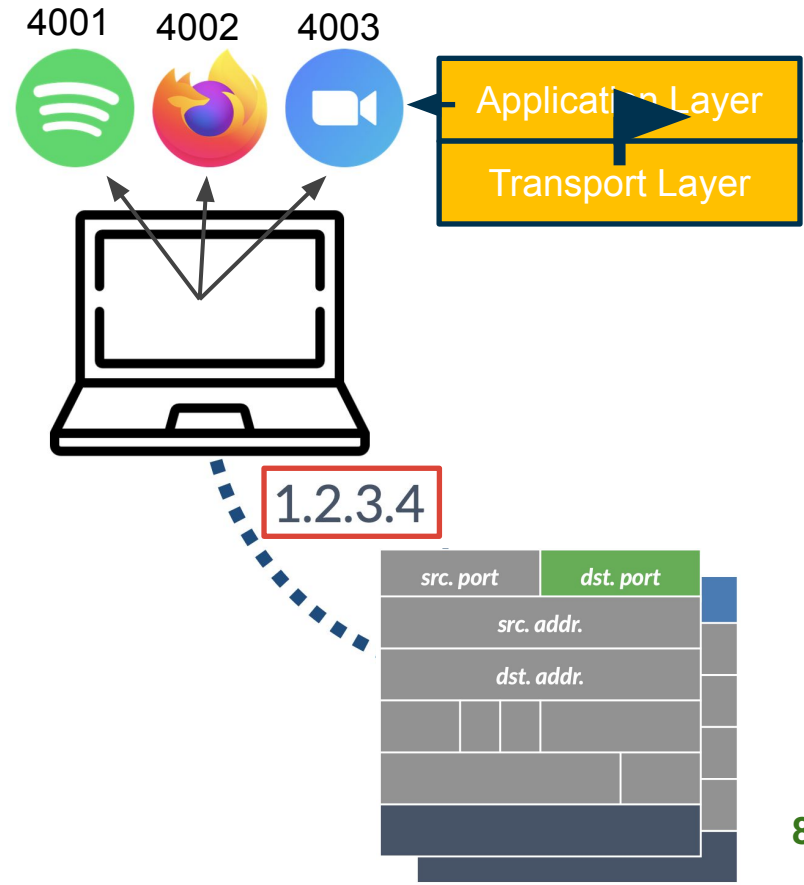 4001 4002 4003
Application Layer
Transport Layer
1.2.3.4
src. port dst. port
src. addr.
dst. addr.
8